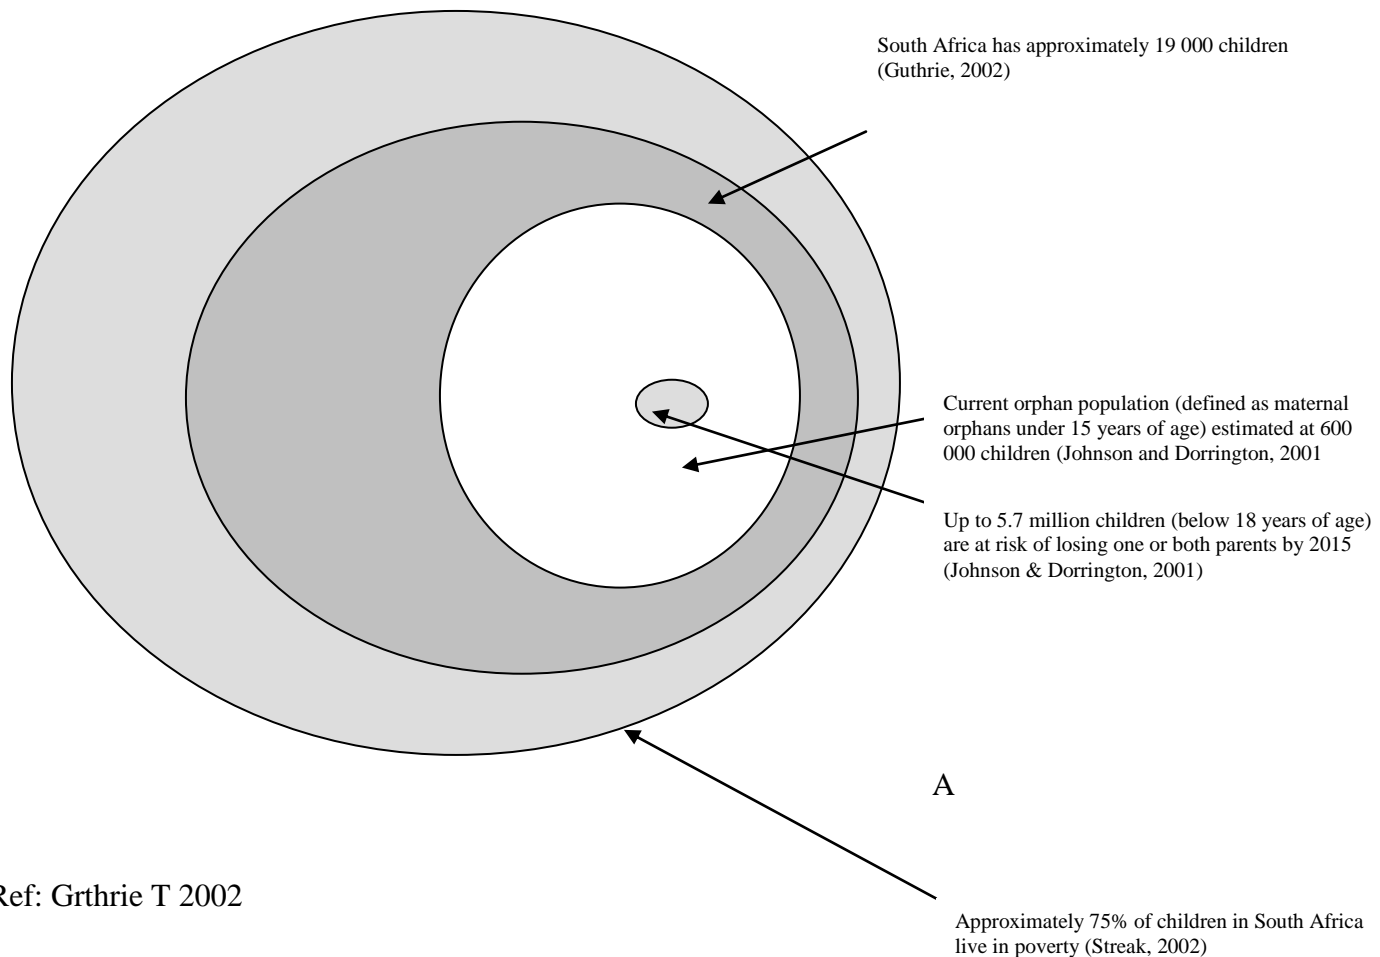 South Africa has approximately 19 000 children
(Guthrie, 2002)
Current orphan population (defined as maternal
orphans under 15 years of age) estimated at 600
000 children (Johnson and Dorrington, 2001
Up to 5.7 million children (below 18 years of age)
are at risk of losing one or both parents by 2015
(Johnson & Dorrington, 2001)
A
Ref: Grthrie T 2002
Approximately 75% of children in South Africa
live in poverty (Streak, 2002)